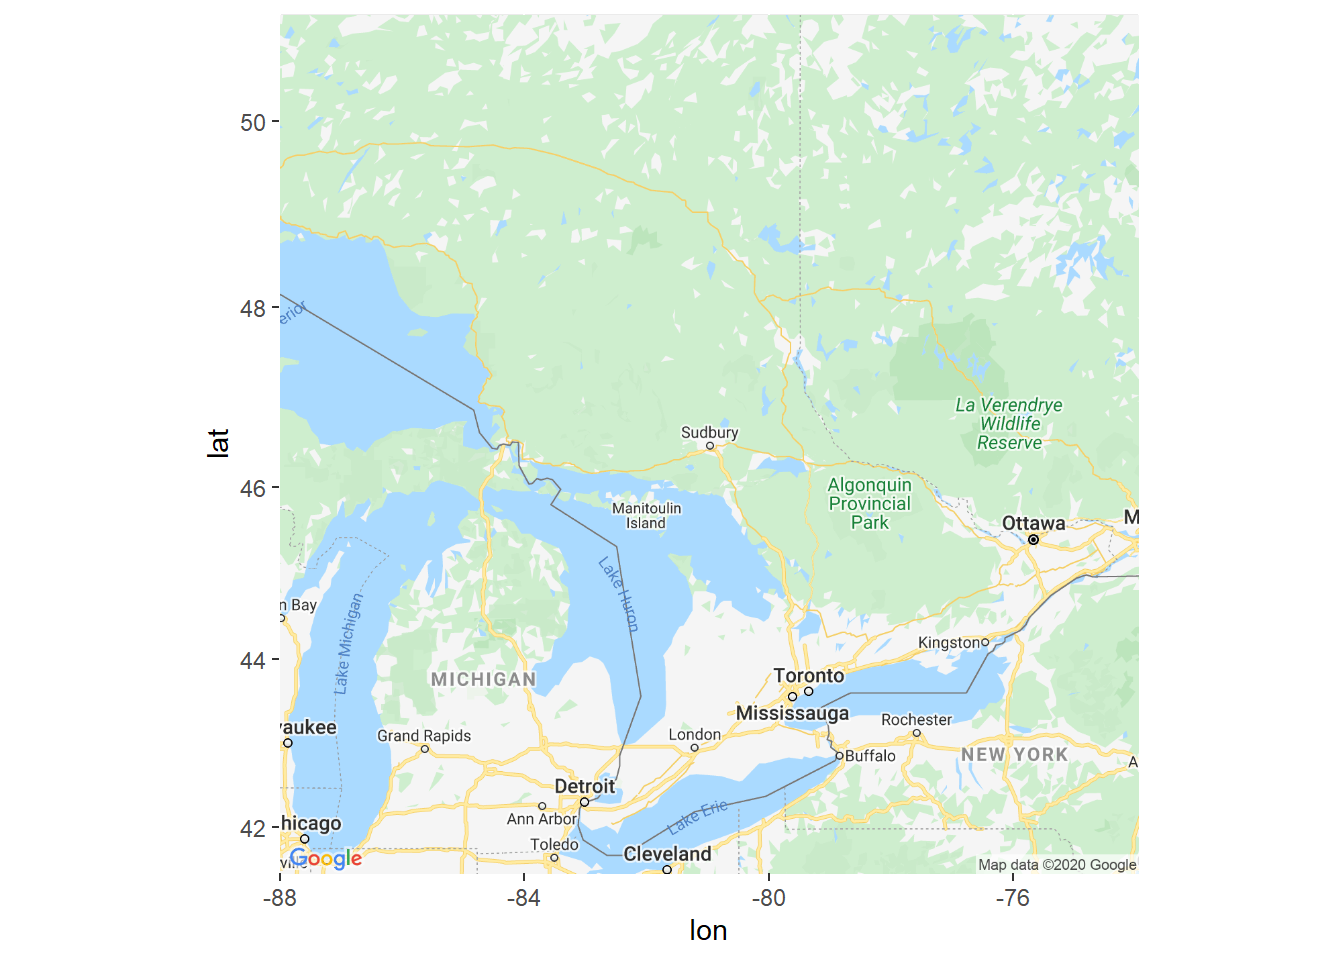 50
48
46
44
42
lat
erior
Sudbury
La Verendrye
Wildlife
Reserve
Algonquin
Provincial
Park
Manitoulin
Island
Ottawa
M
Lake Huron
n Bay
Lake Michigan
Kingston
MICHIGAN
Toronto
Mississauga
Rochester
waukee
Grand Rapids
London
Buffalo
NEW YORK
A
Detroit
Ann Arbor
Lake Erie
hicago
Toledo
Cleveland
Google
Map data ©2020 Google
-88
-84
-80
-76
lon